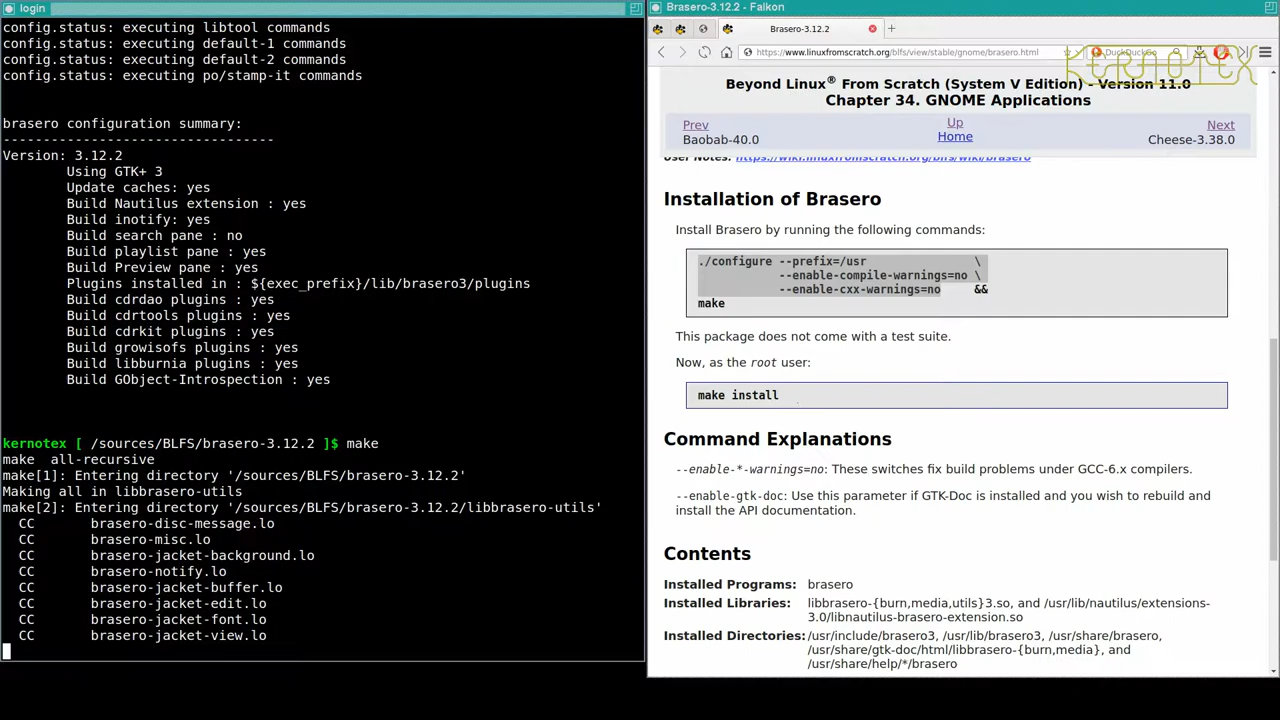 login
config.status: executing libtool commands
config.status: executing default-1 commands
config.status: executing default-2 commands
config.status: executing po/stamp-it commands
brasero configuration summary:
----------------------------------
Version: 3.12.2
Using GTK+ 3
Update caches: yes
Build Nautilus extension : yes
Build inotify: yes
Build search pane : no
Build playlist pane : yes
Build Preview pane : yes
Plugins installed in : ${exec_prefix}/lib/brasero3/plugins
Build cdrdao plugins : yes
Build cdrtools plugins : yes
Build cdrkit plugins : yes
Build growisofs plugins : yes
Build libburnia plugins : yes
Build GObject-Introspection : yes
kernotex [ /sources/BLFS/brasero-3.12.2 ]$ make
make  all-recursive
make[1]: Entering directory '/sources/BLFS/brasero-3.12.2'
Making all in libbrasero-utils
make[2]: Entering directory '/sources/BLFS/brasero-3.12.2/libbrasero-utils'
CC       brasero-disc-message.lo
CC       brasero-misc.lo
CC       brasero-jacket-background.lo
CC       brasero-notify.lo
CC       brasero-jacket-buffer.lo
CC       brasero-jacket-edit.lo
CC       brasero-jacket-font.lo
CC       brasero-jacket-view.lo
Brasero-3.12.2 - Falkon
Brasero-3.12.2
https://www.linuxfromscratch.org/blfs/view/stable/gnome/brasero.html
DuckDuckGo
KERNOTEX
Beyond Linux® From Scratch (System V Edition) - Version 11.0
Chapter 34. GNOME Applications
Prev Up Next
Baobab-40.0 Home Cheese-3.38.0
User Notes: https://wiki.linuxfromscratch.org/blfs/wiki/brasero
Installation of Brasero
Install Brasero by running the following commands:
./configure --prefix=/usr \
--enable-compile-warnings=no \
--enable-cxx-warnings=no &&
make
This package does not come with a test suite.
Now, as the root user:
make install
Command Explanations
--enable-*-warnings=no: These switches fix build problems under GCC-6.x compilers.
--enable-gtk-doc: Use this parameter if GTK-Doc is installed and you wish to rebuild and
install the API documentation.
Contents
Installed Programs: brasero
Installed Libraries: libbrasero-{burn,media,utils}3.so, and /usr/lib/nautilus/extensions-
3.0/libnautilus-brasero-extension.so
Installed Directories: /usr/include/brasero3, /usr/lib/brasero3, /usr/share/brasero,
/usr/share/gtk-doc/html/libbrasero-{burn,media}, and
/usr/share/help/*/brasero